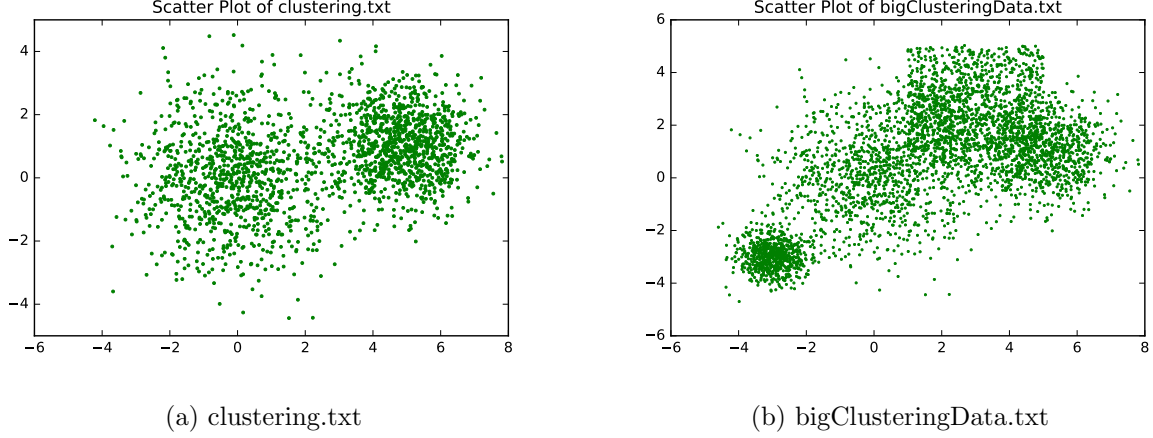 Scatter Plot of clustering.txt
4
2
0
−2
−4
−6 −4 −2 0 2 4 6 8
(a) clustering.txt
Scatter Plot of bigClusteringData.txt
6
4
2
0
−2
−4
−6
−6 −4 −2 0 2 4 6 8
(b) bigClusteringData.txt